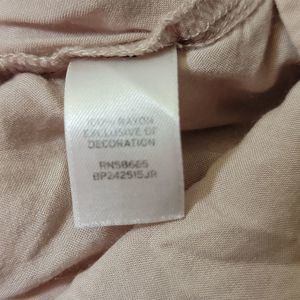 100% RAYON
EXCLUSIVE OF
DECORATION
RN58665
BP242515JR